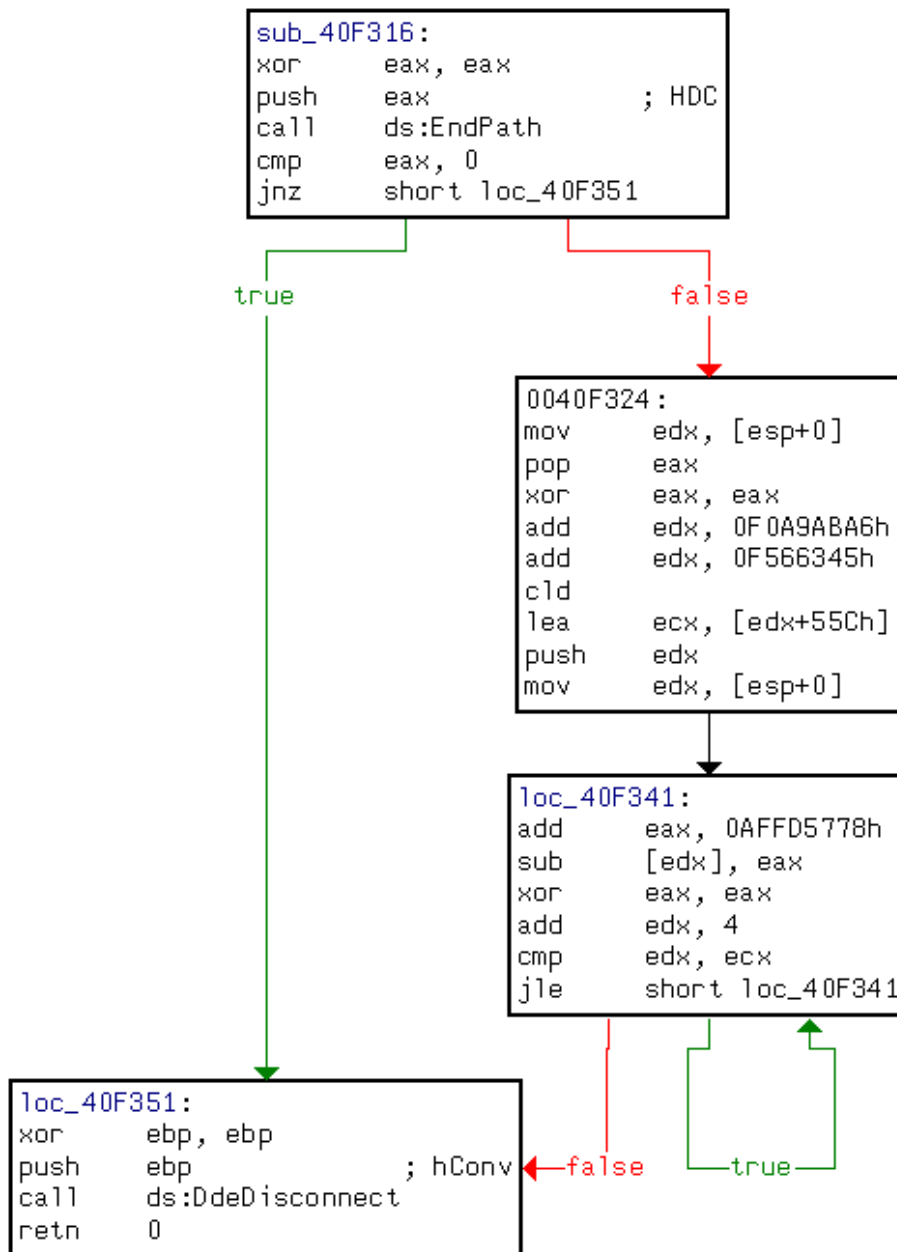 sub_40F316:
xor eax, eax
push eax ; HDC
call ds:EndPath
cmp eax, 0
jnz short loc_40F351
true
false
0040F324:
mov edx, [esp+0]
pop eax
xor eax, eax
add edx, 0F0A9ABA6h
add edx, 0F566345h
cld
lea ecx, [edx+55Ch]
push edx
mov edx, [esp+0]
loc_40F341:
add eax, 0AFFD5778h
sub [edx], eax
xor eax, eax
add edx, 4
cmp edx, ecx
jle short loc_40F341
false
true
loc_40F351:
xor ebp, ebp
push ebp ; hConv
call ds:DdeDisconnect
retn 0